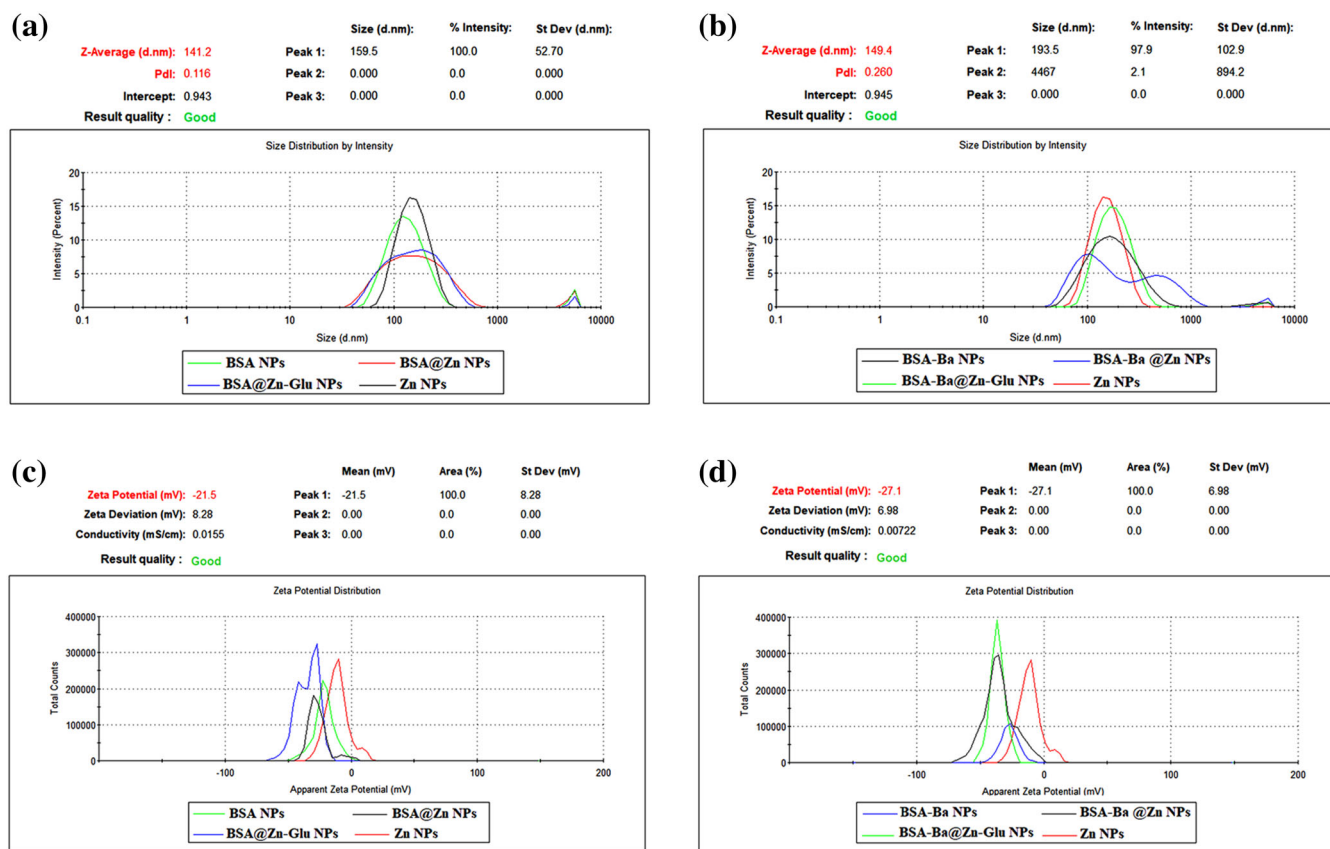 (a)
Size (d.nm): % Intensity: St Dev (d.nm):
Z-Average (d.nm): 141.2 Peak 1: 159.5 100.0 52.70
PdI: 0.116 Peak 2: 0.000 0.0 0.000
Intercept: 0.943 Peak 3: 0.000 0.0 0.000
Result quality : Good
Size Distribution by Intensity
Intensity (Percent)
20
15
10
5
0
0.1 1 10 100 1000 10000
Size (d.nm)
BSA NPs BSA@Zn NPs
BSA@Zn-Glu NPs Zn NPs
(b)
Size (d.nm): % Intensity: St Dev (d.nm):
Z-Average (d.nm): 149.4 Peak 1: 193.5 97.9 102.9
PdI: 0.260 Peak 2: 4467 2.1 894.2
Intercept: 0.945 Peak 3: 0.000 0.0 0.000
Result quality : Good
Size Distribution by Intensity
Intensity (Percent)
20
15
10
5
0
0.1 1 10 100 1000 10000
Size (d.nm)
BSA-Ba NPs BSA-Ba @Zn NPs
BSA-Ba@Zn-Glu NPs Zn NPs
(c)
Mean (mV) Area (%) St Dev (mV)
Zeta Potential (mV): -21.5 Peak 1: -21.5 100.0 8.28
Zeta Deviation (mV): 8.28 Peak 2: 0.00 0.0 0.00
Conductivity (mS/cm): 0.0155 Peak 3: 0.00 0.0 0.00
Result quality : Good
Zeta Potential Distribution
Total Counts
400000
300000
200000
100000
0
-100 0 100 200
Apparent Zeta Potential (mV)
BSA NPs BSA@Zn NPs
BSA@Zn-Glu NPs Zn NPs
(d)
Mean (mV) Area (%) St Dev (mV)
Zeta Potential (mV): -27.1 Peak 1: -27.1 100.0 6.98
Zeta Deviation (mV): 6.98 Peak 2: 0.00 0.0 0.00
Conductivity (mS/cm): 0.00722 Peak 3: 0.00 0.0 0.00
Result quality : Good
Zeta Potential Distribution
Total Counts
400000
300000
200000
100000
0
-100 0 100 200
Apparent Zeta Potential (mV)
BSA-Ba NPs BSA-Ba @Zn NPs
BSA-Ba@Zn-Glu NPs Zn NPs